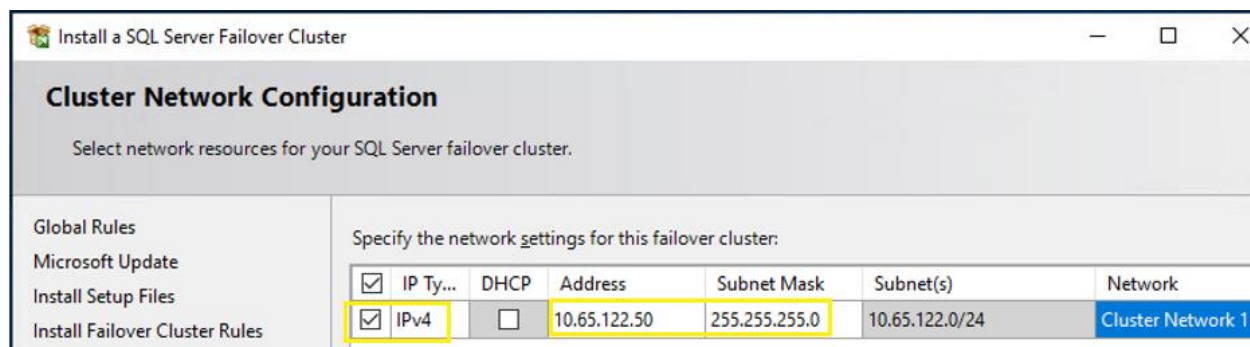 Install a SQL Server Failover Cluster
Cluster Network Configuration
Select network resources for your SQL Server failover cluster.
Global Rules
Microsoft Update
Install Setup Files
Install Failover Cluster Rules
Specify the network settings for this failover cluster:
IP Ty... DHCP Address Subnet Mask Subnet(s) Network
IPv4 10.65.122.50 255.255.255.0 10.65.122.0/24 Cluster Network 1